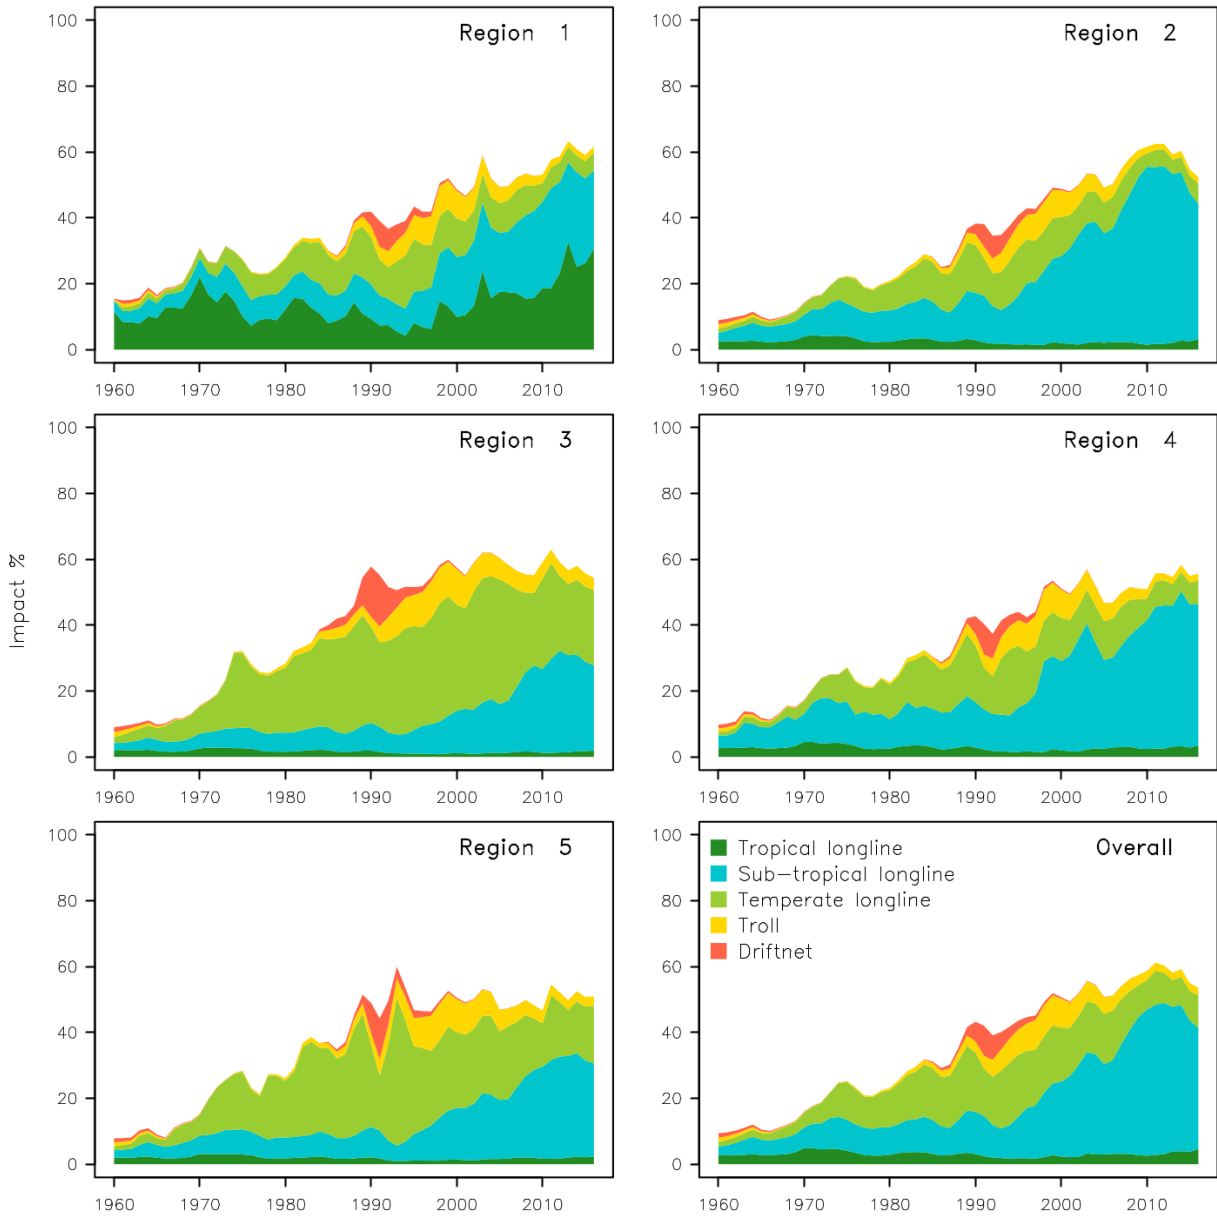 Impact %
Region 1
100
80
60
40
20
0
1960 1970 1980 1990 2000 2010
Region 2
100
80
60
40
20
0
1960 1970 1980 1990 2000 2010
Region 3
100
80
60
40
20
0
1960 1970 1980 1990 2000 2010
Region 4
100
80
60
40
20
0
1960 1970 1980 1990 2000 2010
Region 5
100
80
60
40
20
0
1960 1970 1980 1990 2000 2010
Overall
Tropical longline
Sub-tropical longline
Temperate longline
Troll
Driftnet
100
80
60
40
20
0
1960 1970 1980 1990 2000 2010